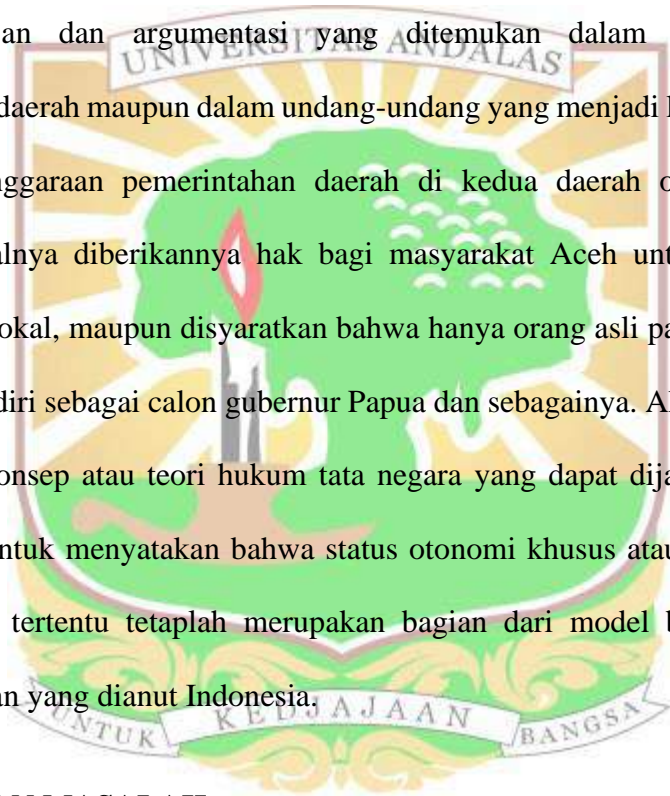 an dan argumentasi yang ditemukan dalam
UNIVERSITAS ANDALAS
daerah maupun dalam undang-undang yang menjadi
nggaraan pemerintahan daerah di kedua daerah
alnya diberikannya hak bagi masyarakat Aceh unt
okal, maupun disyaratkan bahwa hanya orang asli pa
diri sebagai calon gubernur Papua dan sebagainya. A
onsep atau teori hukum tata negara yang dapat dija
ntuk menyatakan bahwa status otonomi khusus atau
tertentu tetaplah merupakan bagian dari model
an yang dianut Indonesia.
UNTUK KEDJAJAAN BANGSA